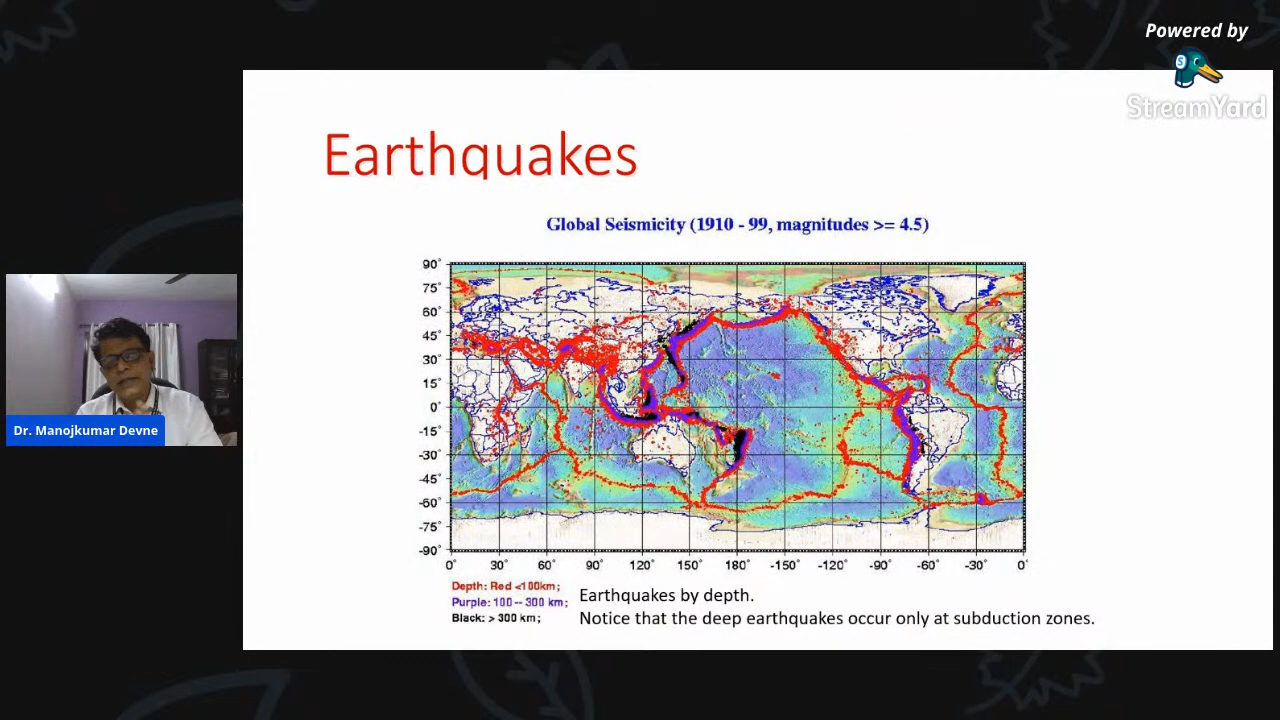 Powered by
StreamYard
Earthquakes
Global Seismicity (1910 - 99, magnitudes >= 4.5)
90°
75°
60°
45°
30°
15°
0°
-15°
-30°
-45°
-60°
-75°
-90°
0° 30° 60° 90° 120° 150° 180° -150° -120° -90° -60° -30° 0°
Depth: Red <100km;
Purple: 100 -- 300 km;
Black: > 300 km;
Earthquakes by depth.
Notice that the deep earthquakes occur only at subduction zones.
Dr. Manojkumar Devne